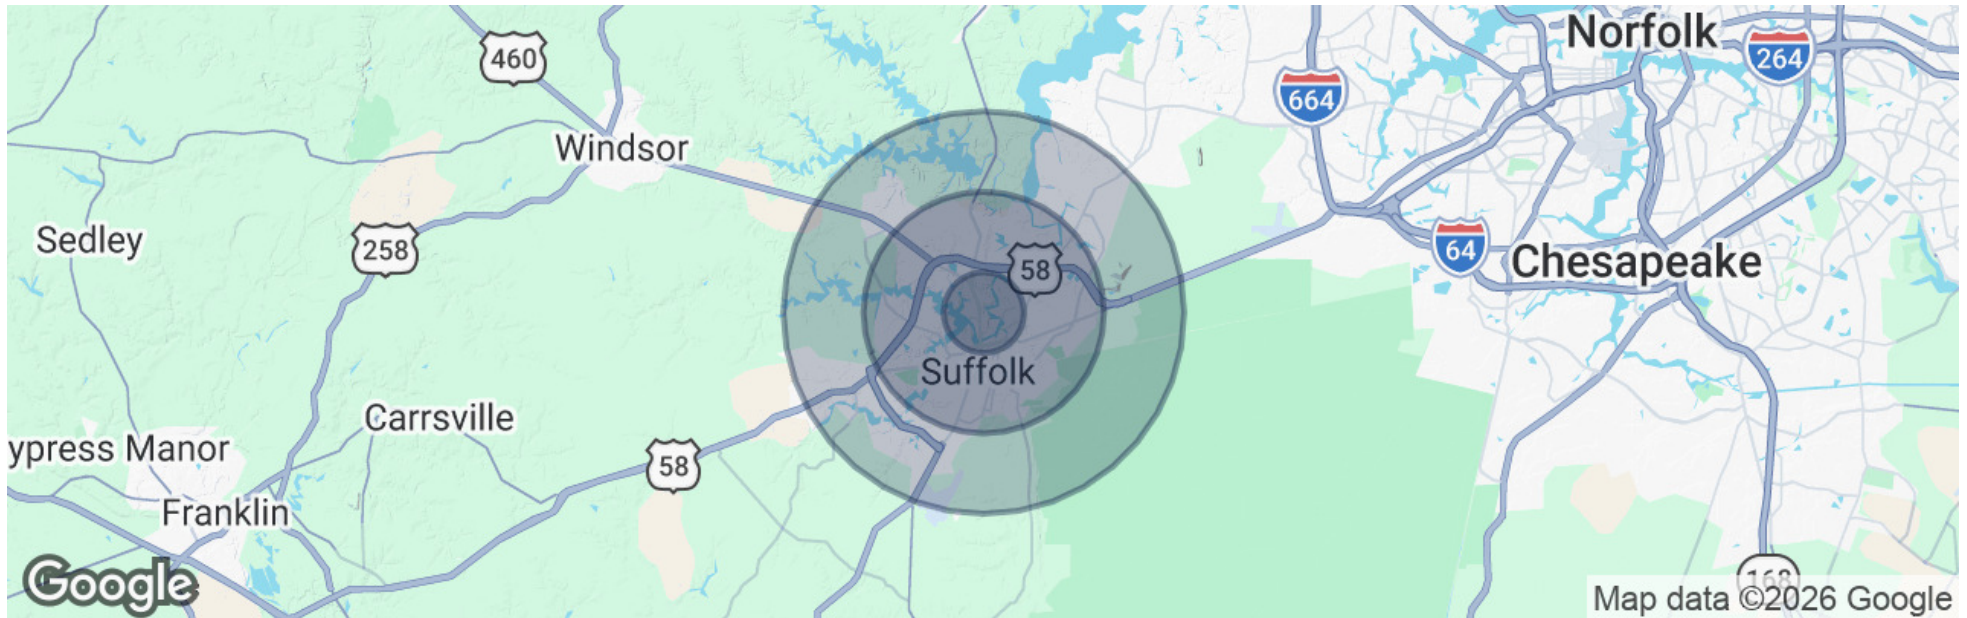 Norfolk
460
264
664
Windsor
Sedley
258
64
58
Chesapeake
Suffolk
Carrsville
ypress Manor
58
Franklin
168
Google
Map data ©2026 Google